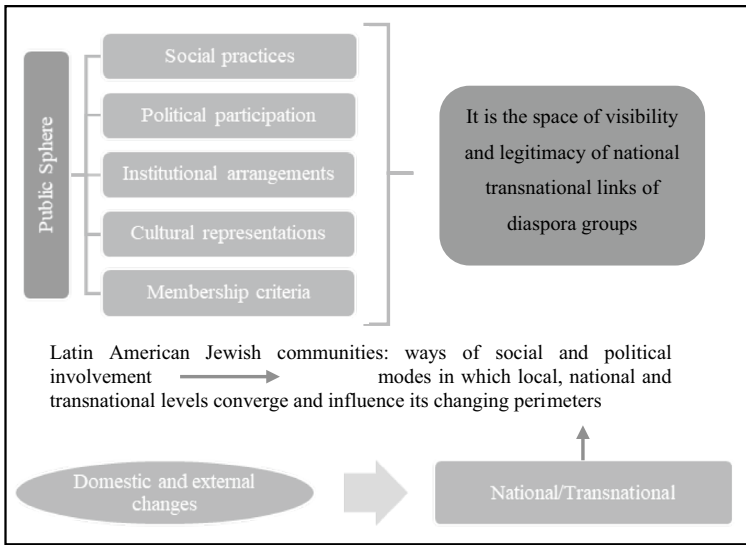 Public Sphere
Social practices
Political participation
Institutional arrangements
Cultural representations
Membership criteria
It is the space of visibility
and legitimacy of national
transnational links of
diaspora groups
Latin American Jewish communities: ways of social and political
involvement modes in which local, national and
transnational levels converge and influence its changing perimeters
Domestic and external
changes
National/Transnational